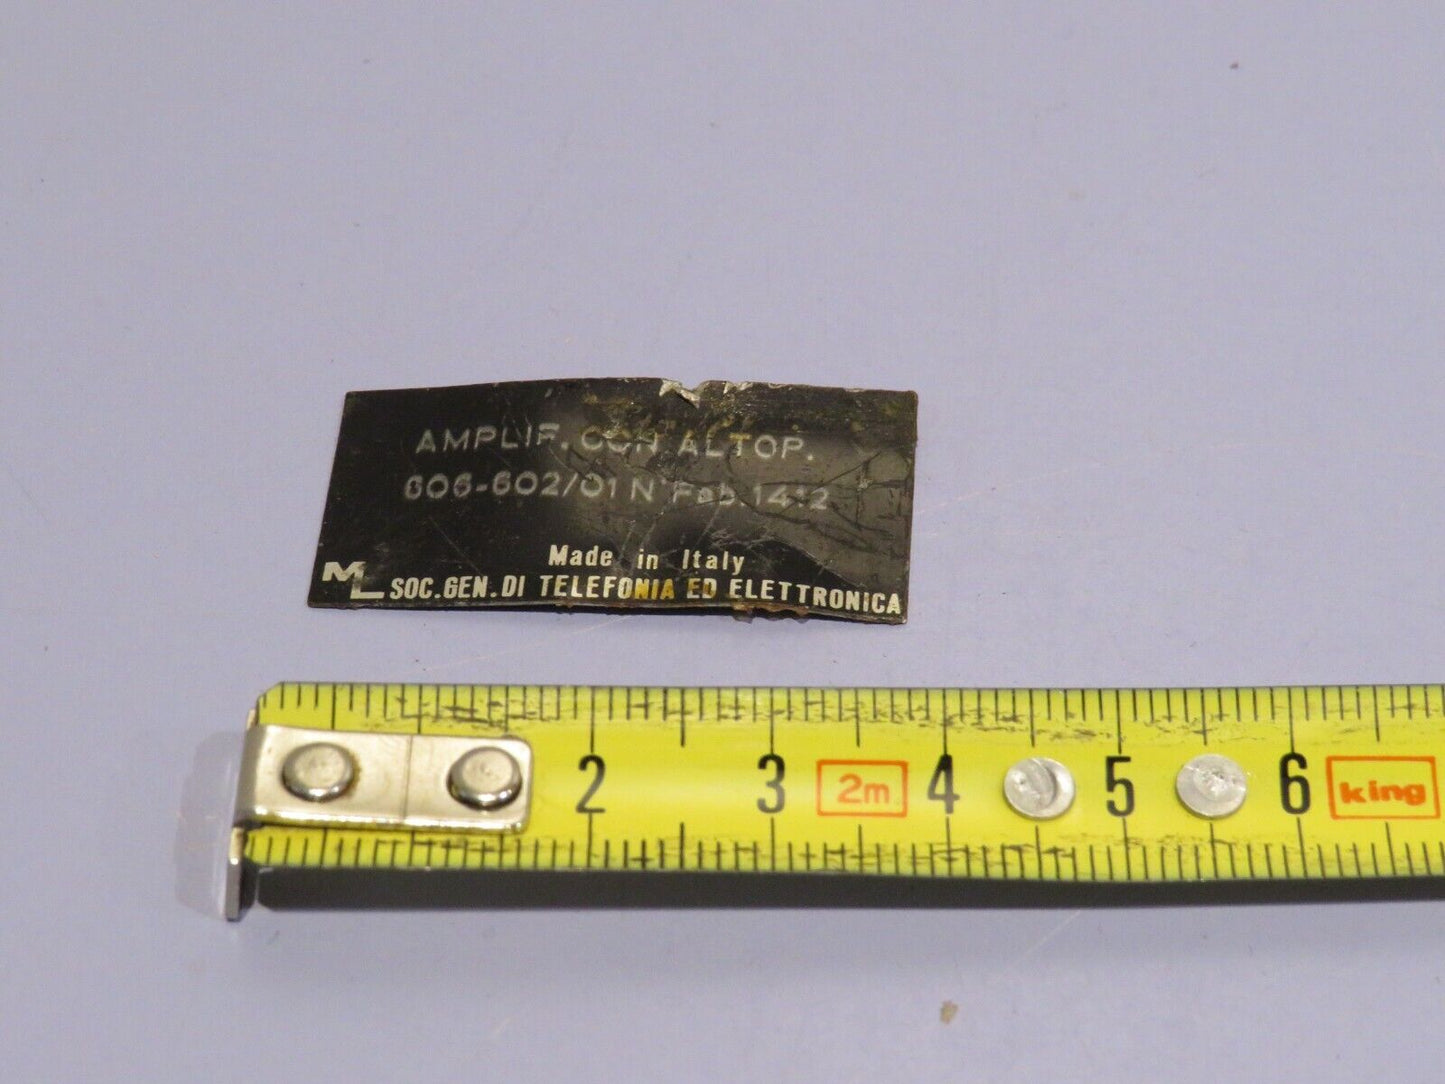 AMPLIF. CON ALTOP.
606-602/01 N° Fab. 1412
Made in Italy
ML SOC.GEN.DI TELEFONIA ED ELETTRONICA
2 3 2m 4 5 6 king